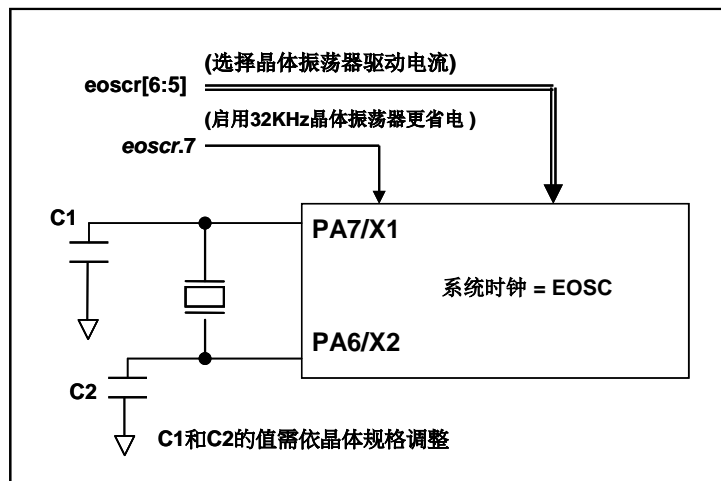 (选择晶体振荡器驱动电流)
eoscr[6:5]
(启用32KHz晶体振荡器更省电 )
eoscr.7
C1
PA7/X1
系统时钟 = EOSC
PA6/X2
C2
C1和C2的值需依晶体规格调整